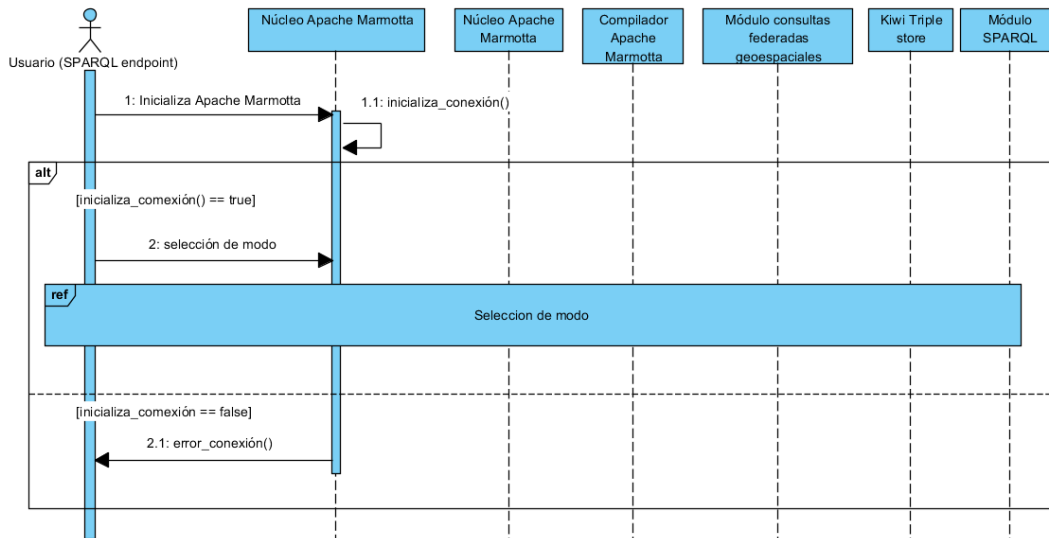 Usuario (SPARQL endpoint)
Núcleo Apache Marmotta
Núcleo Apache
Marmotta
Compilador
Apache
Marmotta
Módulo consultas
federadas
geoespaciales
Kiwi Triple
store
Módulo
SPARQL
1: Inicializa Apache Marmotta
1.1: inicializa_conexión()
alt
[inicializa_comexión() == true]
2: selección de modo
ref
Seleccion de modo
[inicializa_comexión == false]
2.1: error_conexión()